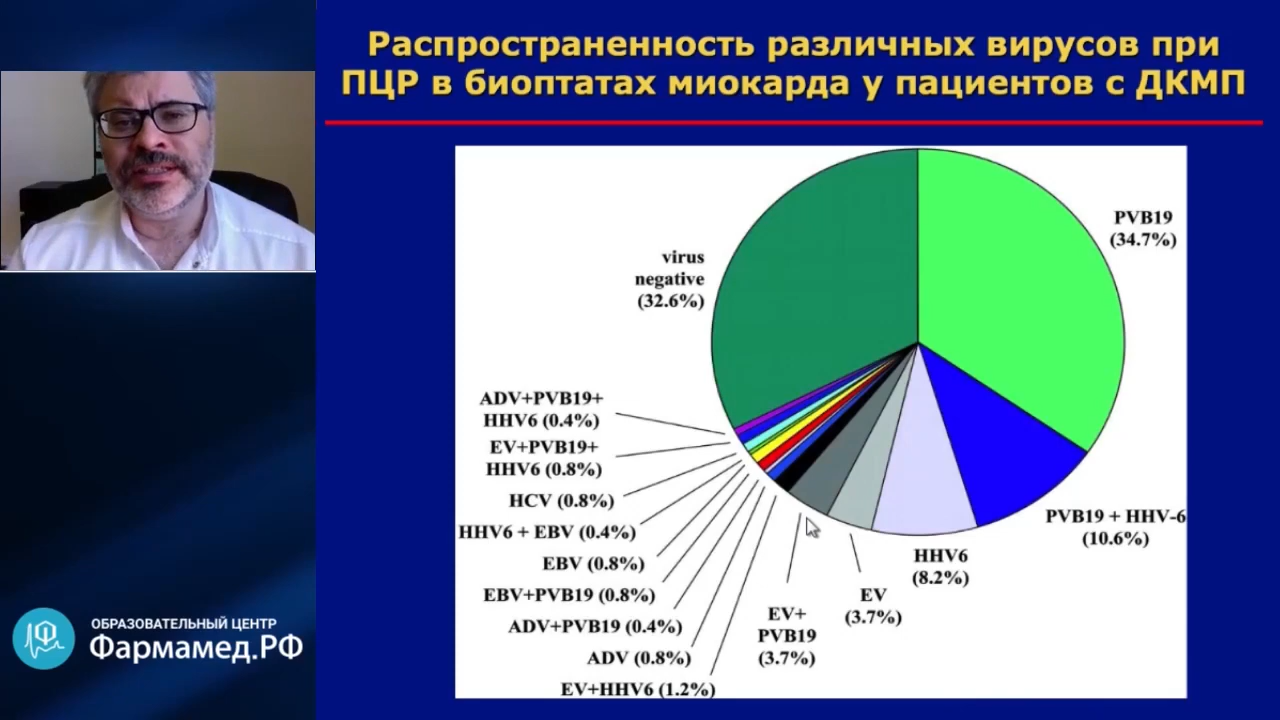 Распространенность различных вирусов при
ПЦР в биоптатах миокарда у пациентов с ДКМП
PVB19
(34.7%)
virus
negative
(32.6%)
ADV+PVB19+
HHV6 (0.4%)
EV+PVB19+
HHV6 (0.8%)
HCV (0.8%)
HHV6 + EBV (0.4%)
EBV (0.8%)
EBV+PVB19 (0.8%)
ADV+PVB19 (0.4%)
ADV (0.8%)
EV+HHV6 (1.2%)
EV+
PVB19
(3.7%)
EV
(3.7%)
HHV6
(8.2%)
PVB19 + HHV-6
(10.6%)
ОБРАЗОВАТЕЛЬНЫЙ ЦЕНТР
Фармамед.РФ